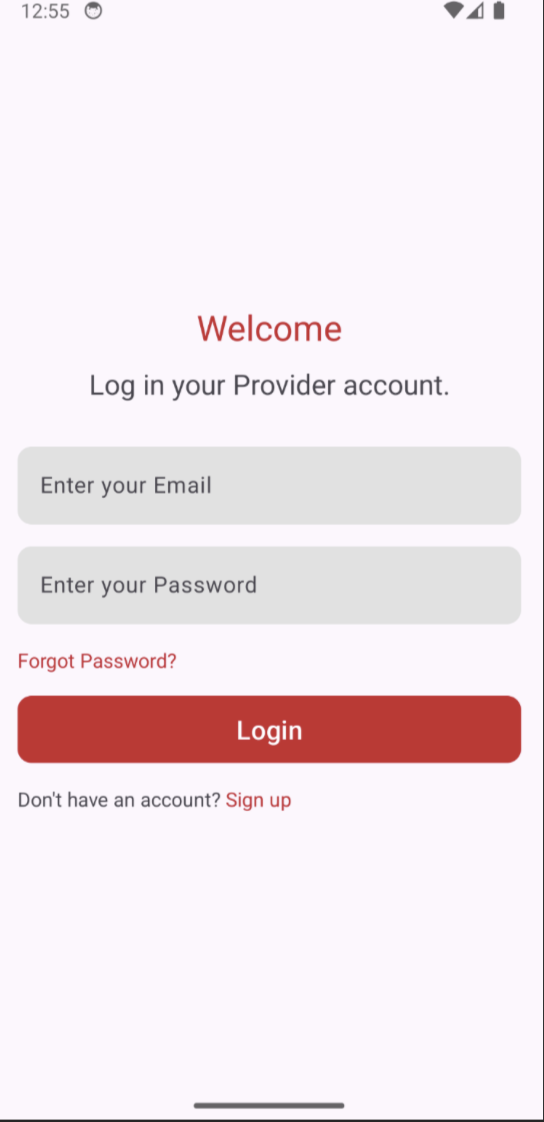 12:55
Welcome
Log in your Provider account.
Enter your Email
Enter your Password
Forgot Password?
Login
Don't have an account? Sign up